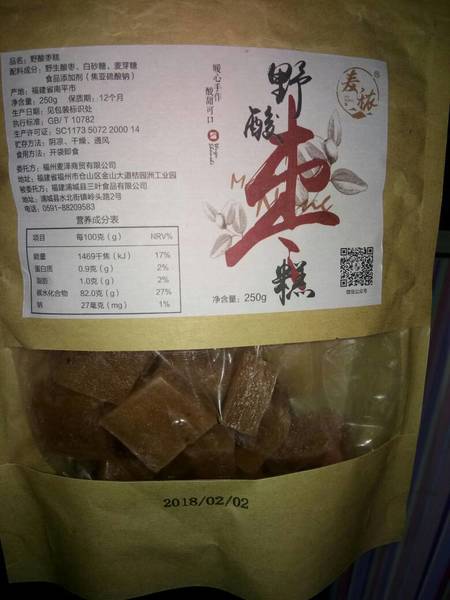 品名：野酸枣糕
配料成分：野生酸枣、白砂糖、麦芽糖
食品添加剂（焦亚硫酸钠）
产地：福建省南平市
净含量：250g 保质期：12个月
生产日期：见包装标识处
执行标准：GB/T 10782
生产许可证：SC1173 5072 2000 14
贮存方法：阴凉、干燥、通风
食用方法：开袋即食
委托方：福州麦泽商贸有限公司
地址：福建省福州市仓山区金山大道桔园洲工业园
被委托方：福建浦城县三叶食品有限公司
地址：浦城县水北街镇岭头路2号
电话：0591-88209583
营养成分表
项目 每100克（g） NRV%
能量 1469千焦（kJ） 17%
蛋白质 0.9克（g） 2%
脂肪 1.0克（g） 2%
碳水化合物 82.0克（g） 27%
钠 27毫克（mg） 1%
暖心手作
酸甜可口
野酸枣糕
净含量：250g
麦
®
微信公众号
2018/02/02